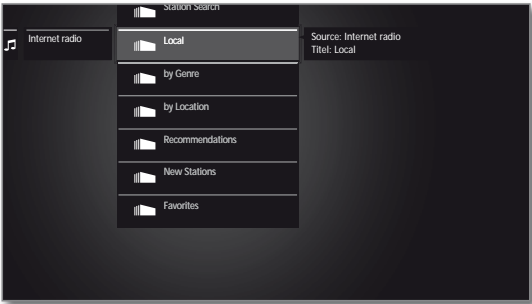 Station Search
Internet radio
Local
Source: Internet radio
Titel: Local
by Genre
by Location
Recommendations
New Stations
Favorites